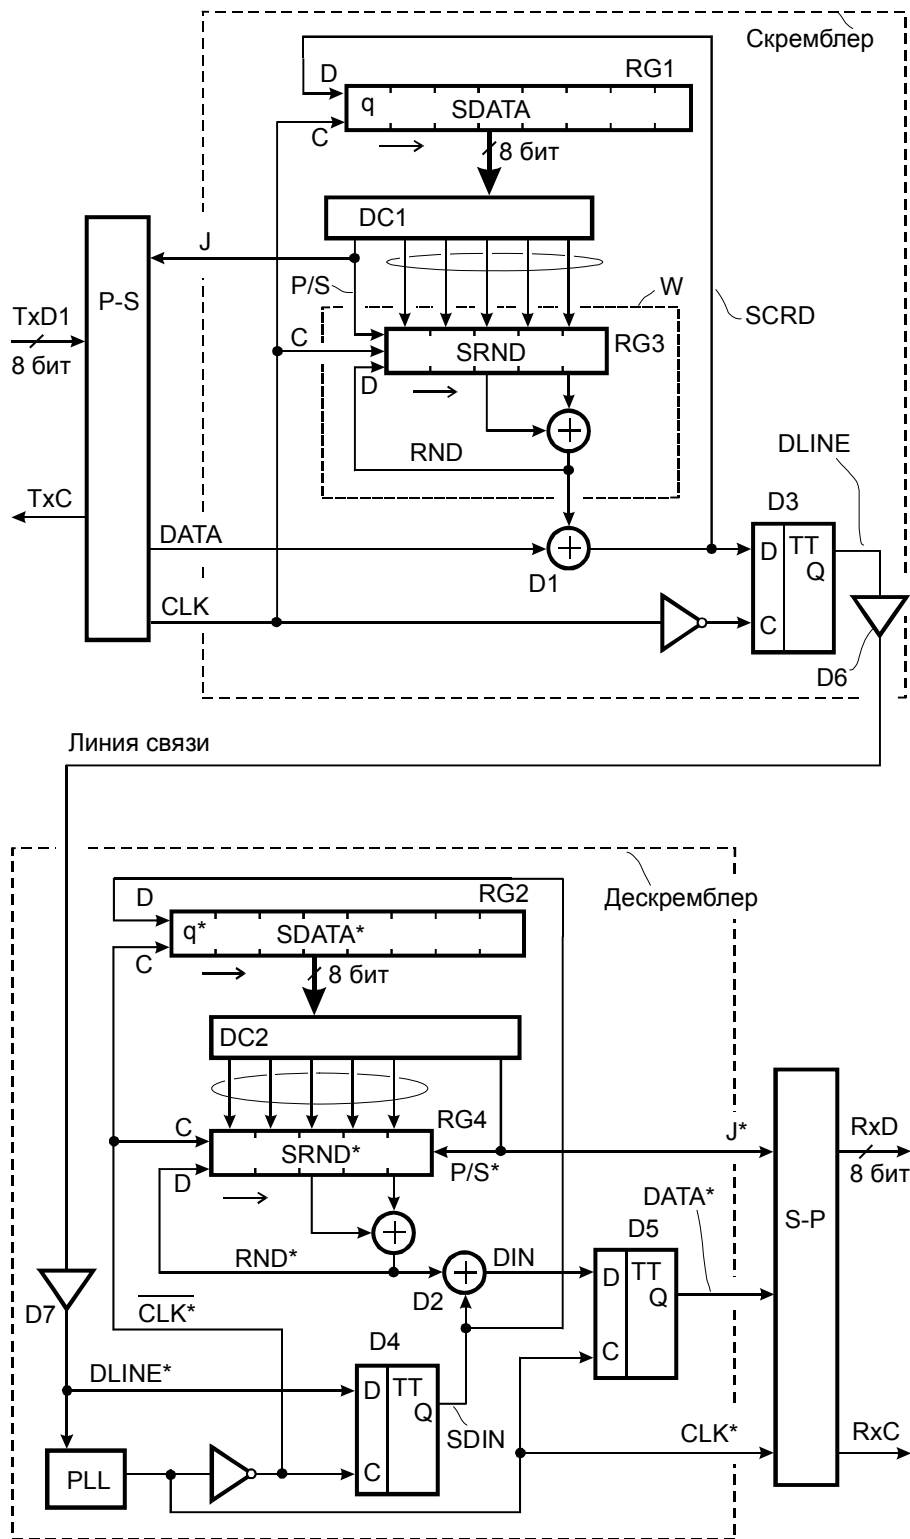 Скремблер
D
RG1
q
SDATA
C
8 бит
DC1
J
P/S
W
P-S
TxD1
8 бит
SCRD
C
SRND
RG3
D
RND
DLINE
TxC
D3
DATA
D TT
Q
D1
CLK
C
D6
Линия связи
Дескремблер
D
RG2
q*
SDATA*
C
8 бит
DC2
RG4
C
SRND*
J*
RxD
P/S*
8 бит
D
DATA*
S-P
D5
RND*
DIN
D TT
Q
D2
D7
CLK*
C
D4
DLINE*
D TT
Q
SDIN
CLK*
RxC
C
PLL